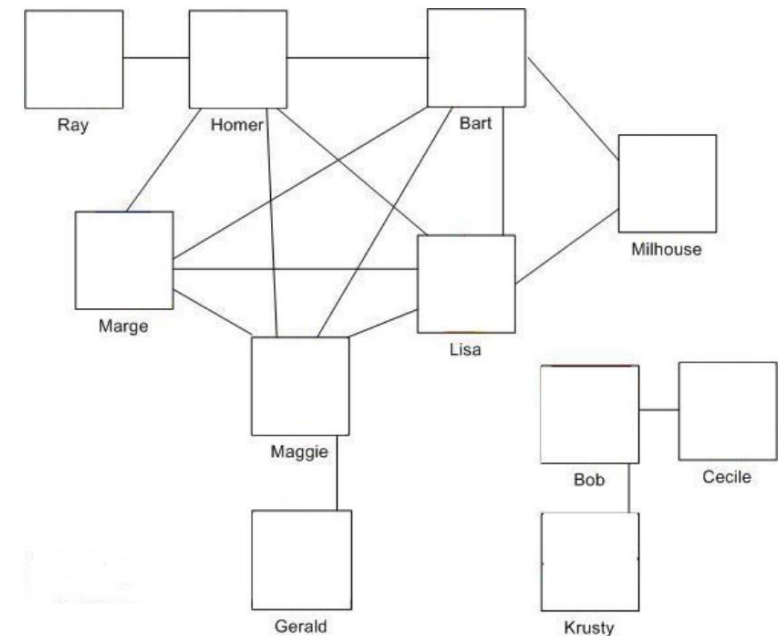 Ray
Homer
Bart
Milhouse
Marge
Lisa
Maggie
Bob
Cecile
Gerald
Krusty